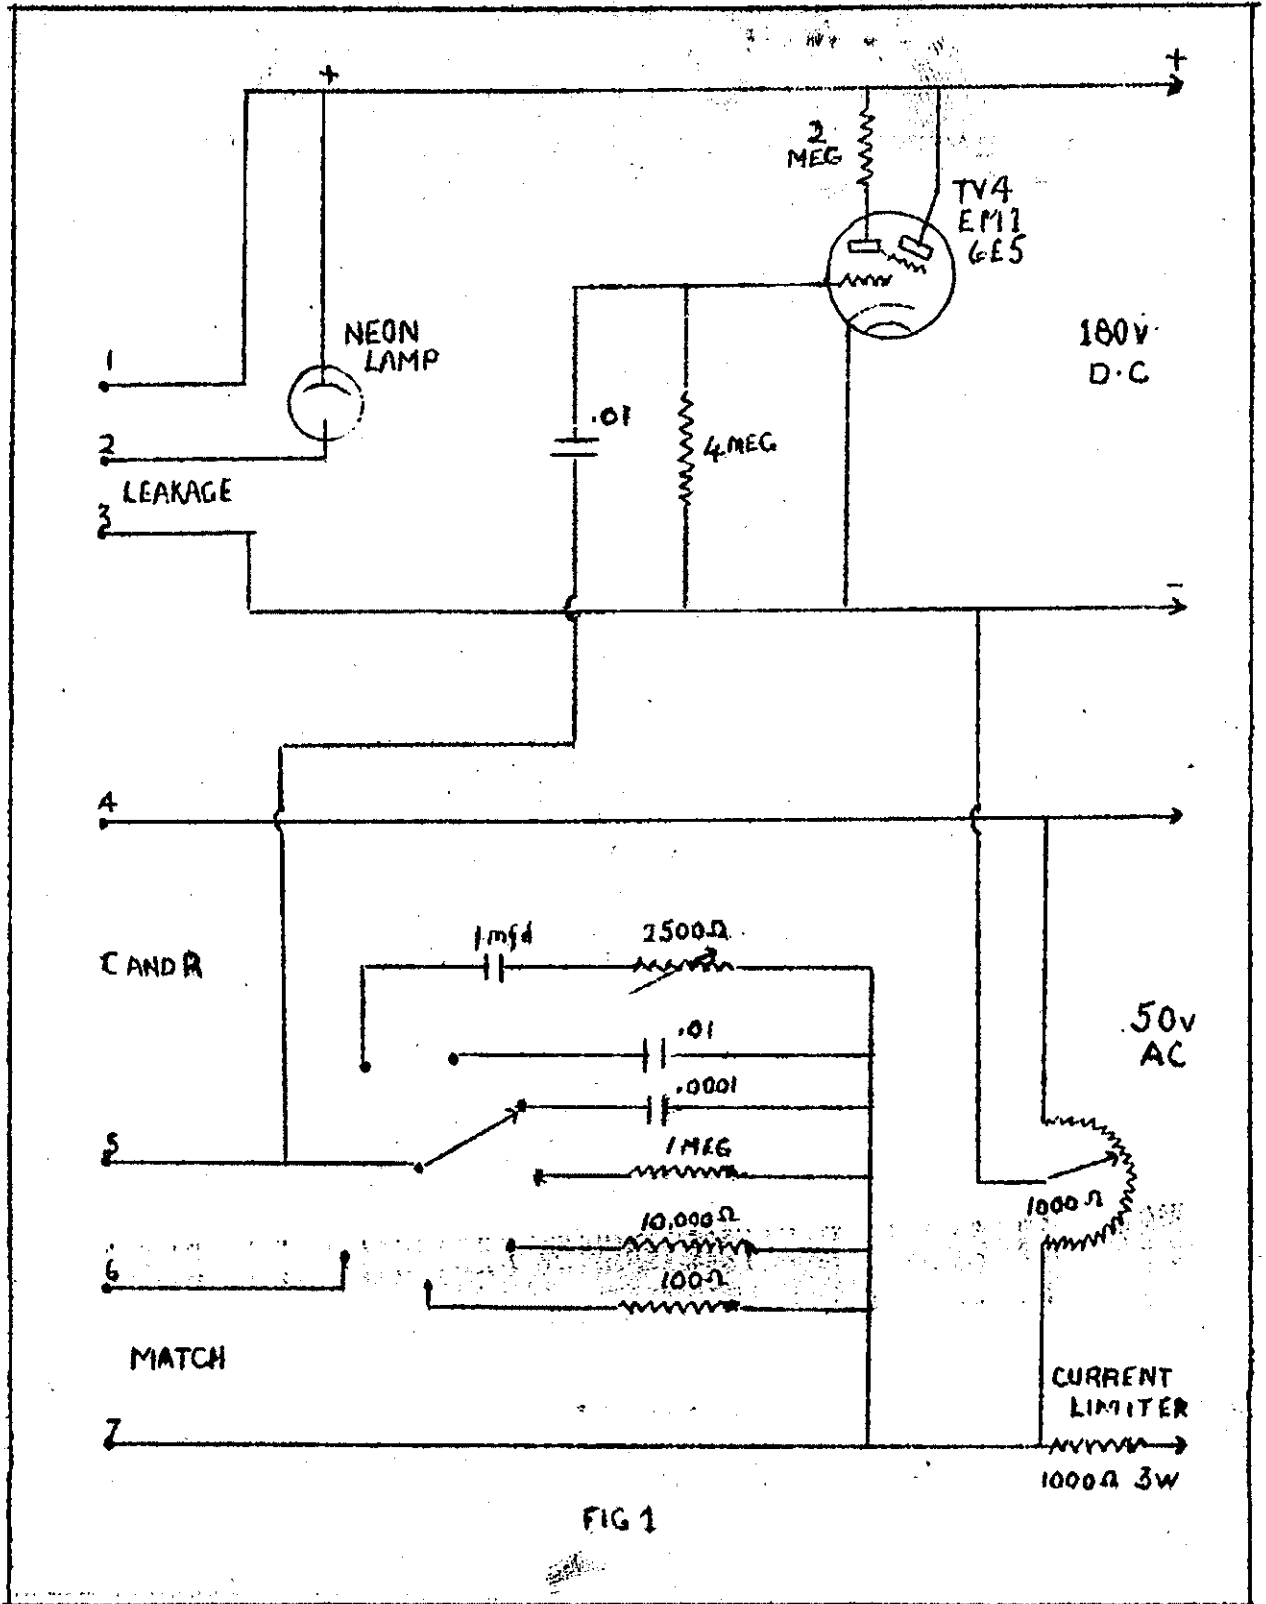 +
+
2
MEG
TV4
EM1
6E5
NEON
LAMP
180v
D.C
1
.01
2
4.MEG
LEAKAGE
3
-
4
1mfd
2500Ω
C AND R
.01
.50v
AC
.0001
5
1 MEG
1000Ω
10,000Ω
6
100Ω
MATCH
CURRENT
LIMITER
7
1000Ω 3W
FIG 1